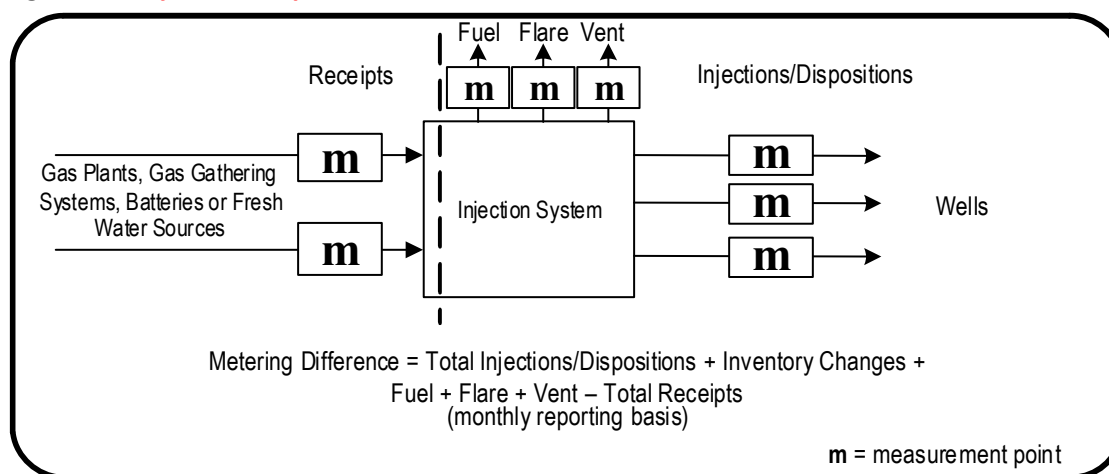 Fuel Flare Vent
Receipts
Injections/Dispositions
m m m
m
m
Gas Plants, Gas Gathering
Systems, Batteries or Fresh
Water Sources
Injection System
m
m
m
m
Wells
Metering Difference = Total Injections/Dispositions + Inventory Changes +
Fuel + Flare + Vent – Total Receipts
(monthly reporting basis)
m = measurement point